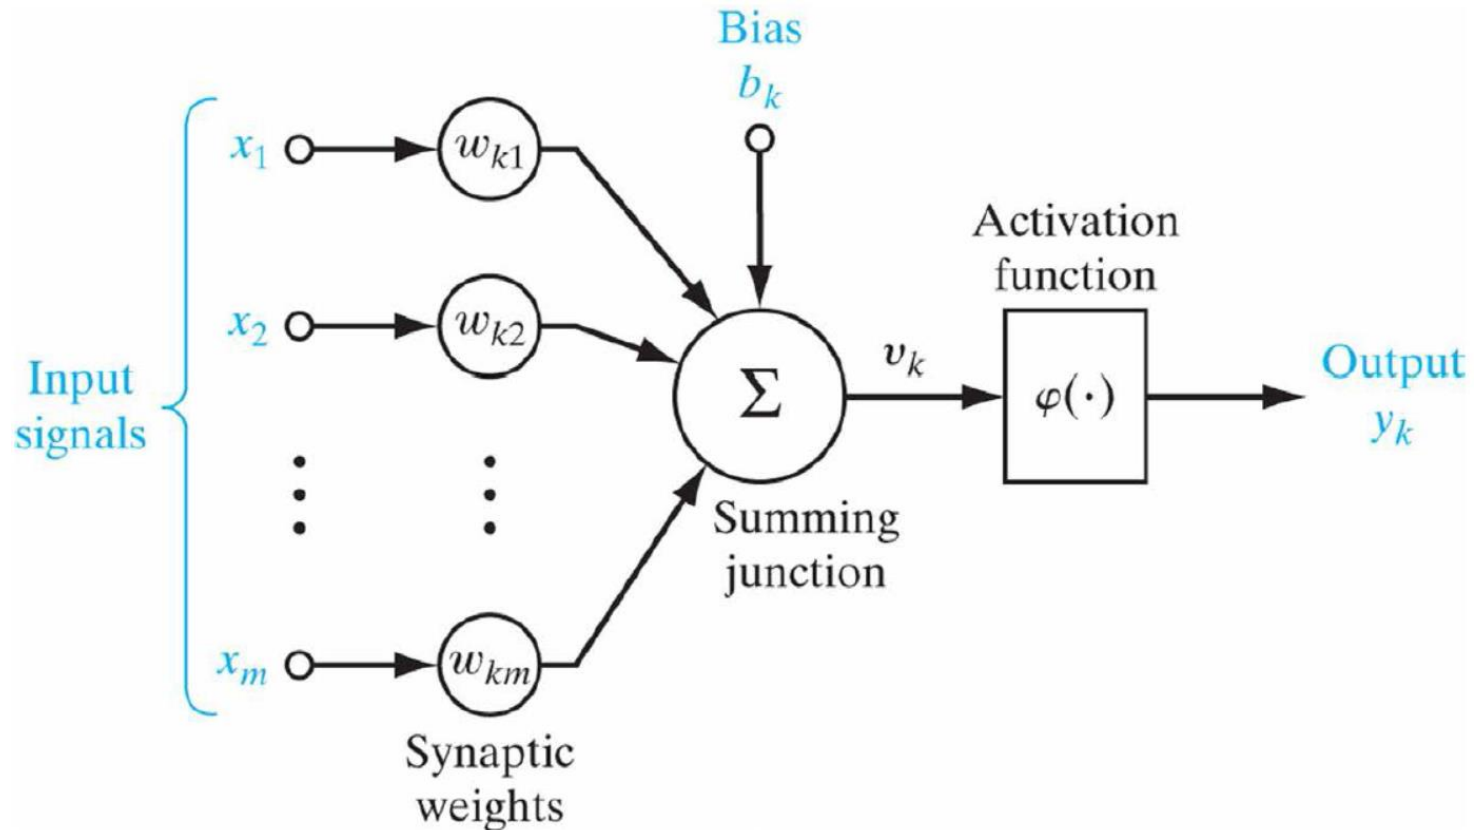 Bias
b_k
x_1
w_k1
Activation
function
x_2
w_k2
Input
signals
Σ
v_k
φ(·)
Output
y_k
Summing
junction
x_m
w_km
Synaptic
weights